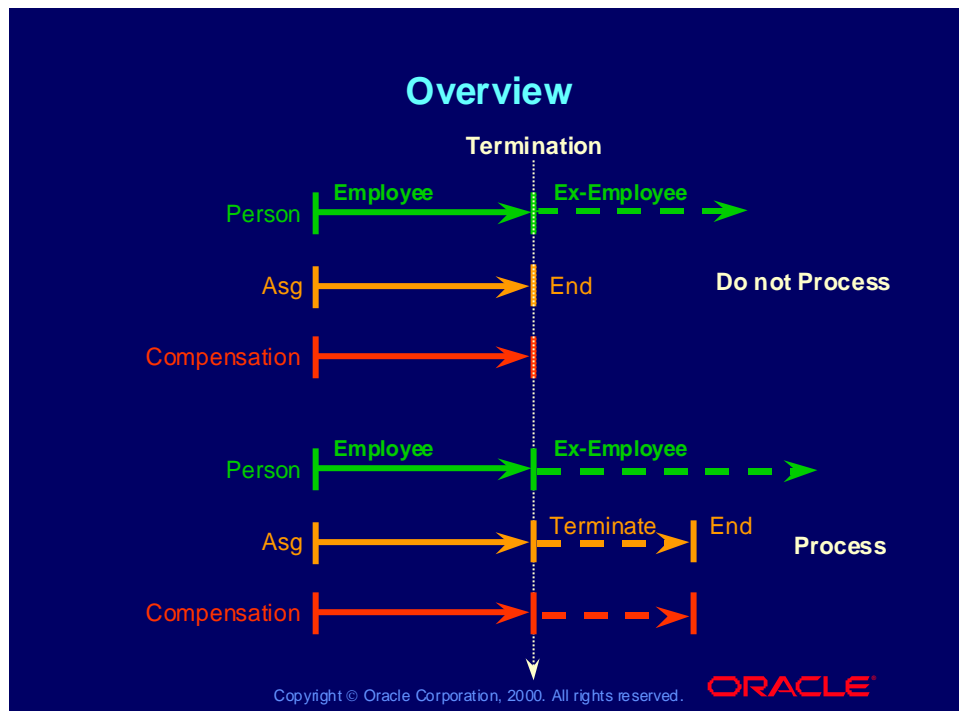 Overview
Termination
Employee
Ex-Employee
Person
Asg
End
Do not Process
Compensation
Employee
Ex-Employee
Person
Terminate
End
Asg
Process
Compensation
Copyright © Oracle Corporation, 2000. All rights reserved.
ORACLE®